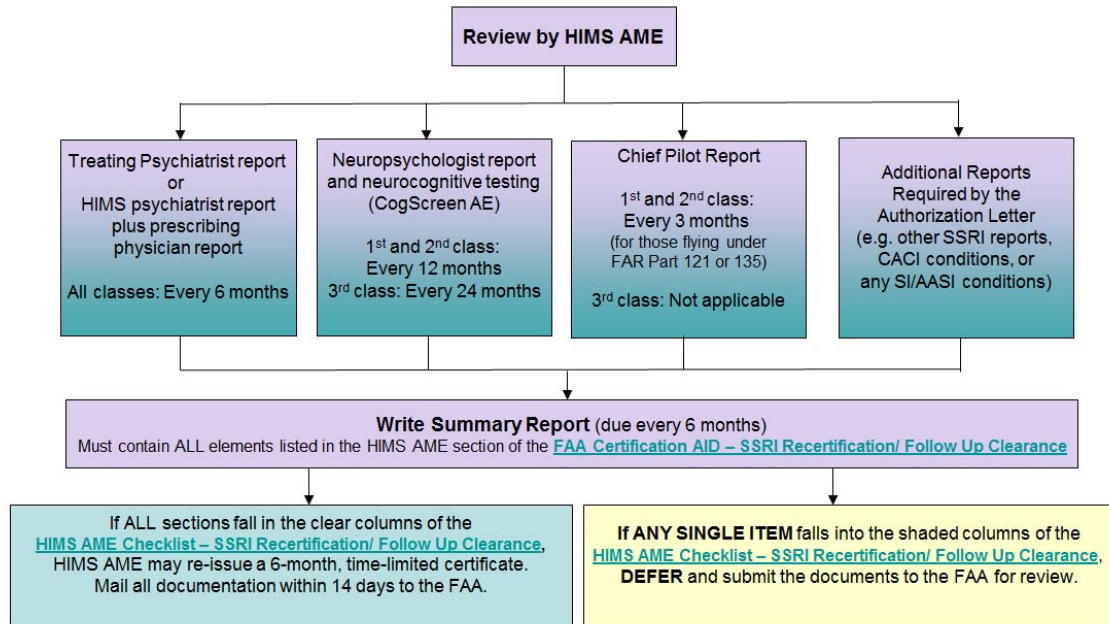 Review by HIMS AME
Treating Psychiatrist report
or
HIMS psychiatrist report
plus prescribing
physician report
All classes: Every 6 months
Neuropsychologist report
and neurocognitive testing
(CogScreen AE)
1st and 2nd class:
Every 12 months
3rd class: Every 24 months
Chief Pilot Report
1st and 2nd class:
Every 3 months
(for those flying under
FAR Part 121 or 135)
3rd class: Not applicable
Additional Reports
Required by the
Authorization Letter
(e.g. other SSRI reports,
CACI conditions, or
any SI/AASI conditions)
Write Summary Report (due every 6 months)
Must contain ALL elements listed in the HIMS AME section of the FAA Certification AID – SSRI Recertification/ Follow Up Clearance
If ALL sections fall in the clear columns of the
HIMS AME Checklist – SSRI Recertification/ Follow Up Clearance,
HIMS AME may re-issue a 6-month, time-limited certificate.
Mail all documentation within 14 days to the FAA.
If ANY SINGLE ITEM falls into the shaded columns of the
HIMS AME Checklist – SSRI Recertification/ Follow Up Clearance,
DEFER and submit the documents to the FAA for review.